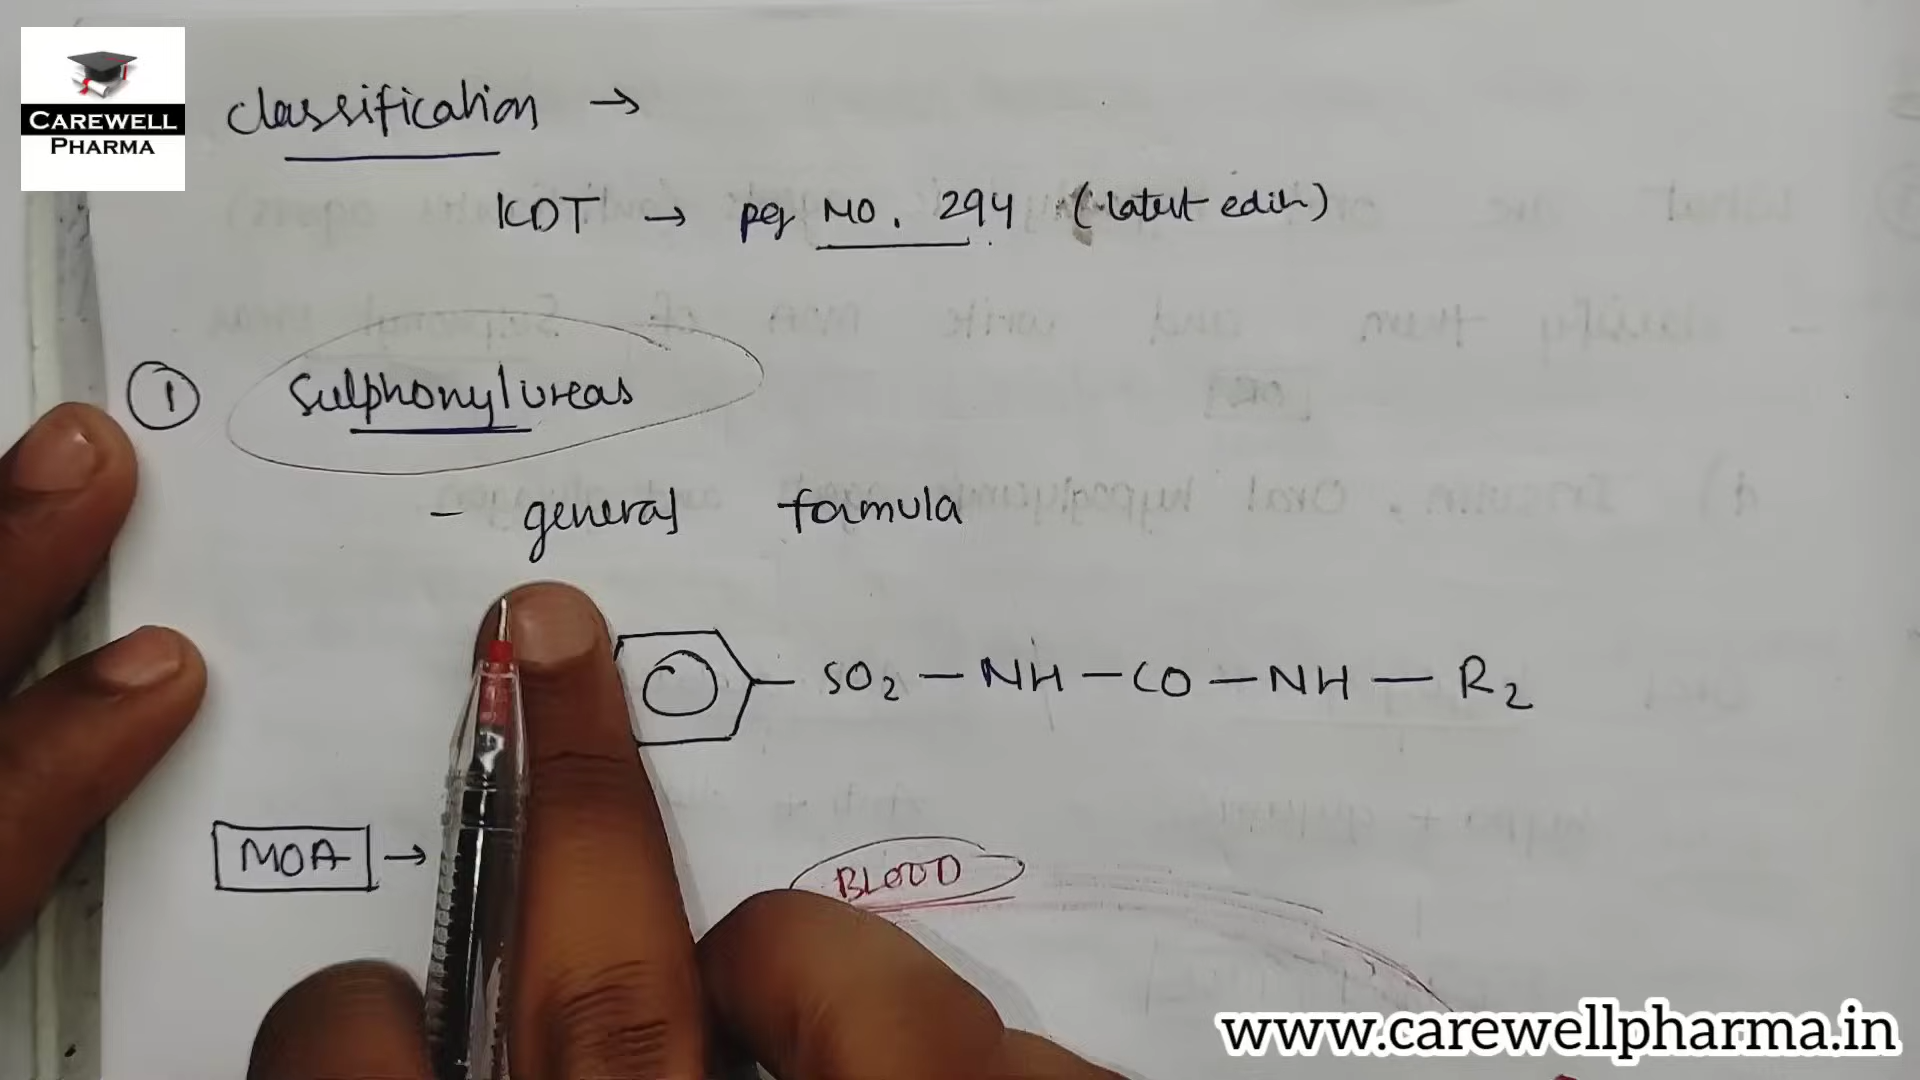 CAREWELL
PHARMA
classification →
KDT → peg NO. 294 (latest edin)
① Sulphonylureas
- general formula
SO2 - NH - CO - NH - R2
MOA →
BLOOD
www.carewellpharma.in